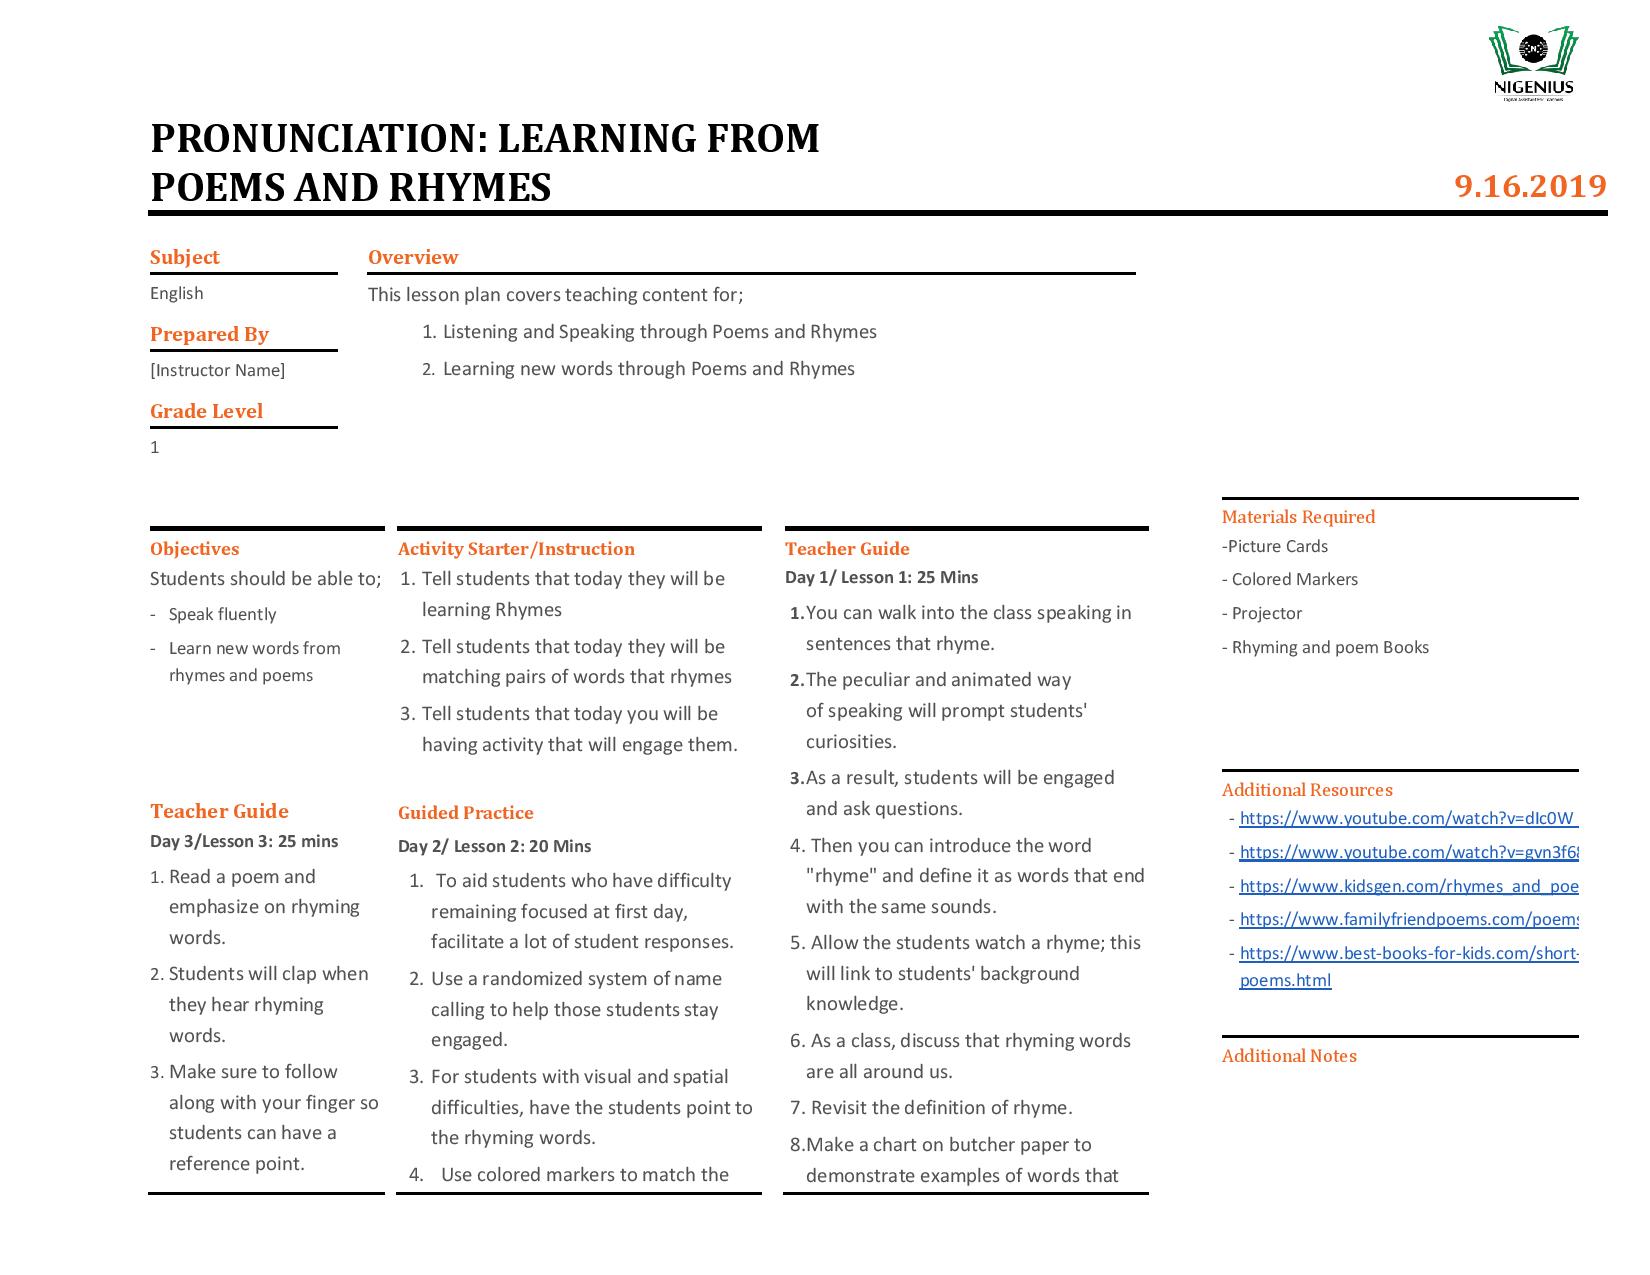 NIGENIUS
PRONUNCIATION: LEARNING FROM
POEMS AND RHYMES
9.16.2019
Subject
English
Prepared By
[Instructor Name]
Grade Level
1
Overview
This lesson plan covers teaching content for;
1. Listening and Speaking through Poems and Rhymes
2. Learning new words through Poems and Rhymes
Objectives
Students should be able to;
- Speak fluently
- Learn new words from
rhymes and poems
Activity Starter/Instruction
1. Tell students that today they will be
learning Rhymes
2. Tell students that today they will be
matching pairs of words that rhymes
3. Tell students that today you will be
having activity that will engage them.
Teacher Guide
Day 1/ Lesson 1: 25 Mins
1.You can walk into the class speaking in
sentences that rhyme.
2.The peculiar and animated way
of speaking will prompt students'
curiosities.
3.As a result, students will be engaged
and ask questions.
4. Then you can introduce the word
"rhyme" and define it as words that end
with the same sounds.
5. Allow the students watch a rhyme; this
will link to students' background
knowledge.
6. As a class, discuss that rhyming words
are all around us.
7. Revisit the definition of rhyme.
8.Make a chart on butcher paper to
demonstrate examples of words that
Teacher Guide
Day 3/Lesson 3: 25 mins
1. Read a poem and
emphasize on rhyming
words.
2. Students will clap when
they hear rhyming
words.
3. Make sure to follow
along with your finger so
students can have a
reference point.
Guided Practice
Day 2/ Lesson 2: 20 Mins
1. To aid students who have difficulty
remaining focused at first day,
facilitate a lot of student responses.
2. Use a randomized system of name
calling to help those students stay
engaged.
3. For students with visual and spatial
difficulties, have the students point to
the rhyming words.
4. Use colored markers to match the
Materials Required
-Picture Cards
- Colored Markers
- Projector
- Rhyming and poem Books
Additional Resources
- https://www.youtube.com/watch?v=dIc0W_
- https://www.youtube.com/watch?v=gvn3f68
- https://www.kidsgen.com/rhymes_and_poe
- https://www.familyfriendpoems.com/poems
- https://www.best-books-for-kids.com/short-
poems.html
Additional Notes